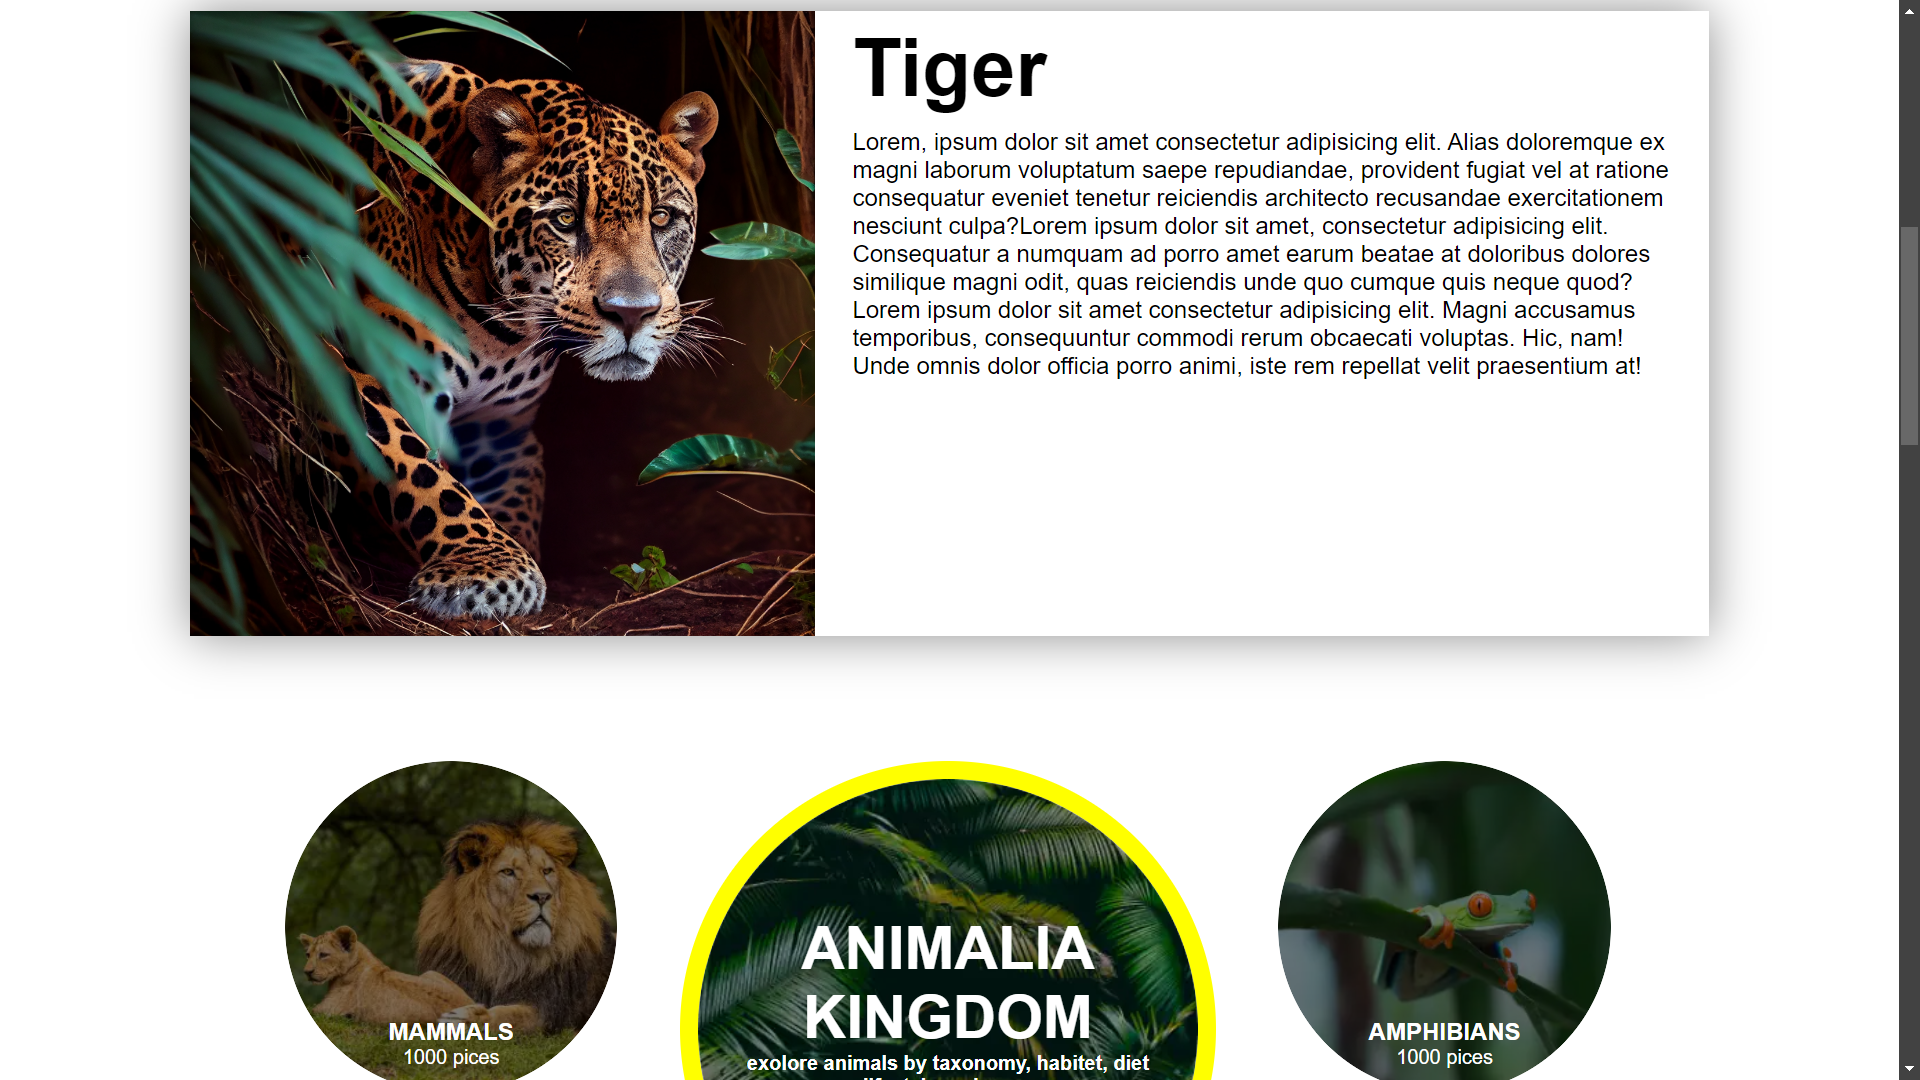 Tiger
Lorem, ipsum dolor sit amet consectetur adipisicing elit. Alias doloremque ex
magni laborum voluptatum saepe repudiandae, provident fugiat vel at ratione
consequatur eveniet tenetur reiciendis architecto recusandae exercitationem
nesciunt culpa?Lorem ipsum dolor sit amet, consectetur adipisicing elit.
Consequatur a numquam ad porro amet earum beatae at doloribus dolores
similique magni odit, quas reiciendis unde quo cumque quis neque quod?
Lorem ipsum dolor sit amet consectetur adipisicing elit. Magni accusamus
temporibus, consequuntur commodi rerum obcaecati voluptas. Hic, nam!
Unde omnis dolor officia porro animi, iste rem repellat velit praesentium at!
MAMMALS
1000 pices
ANIMALIA
KINGDOM
exolore animals by taxonomy, habitet, diet
AMPHIBIANS
1000 pices